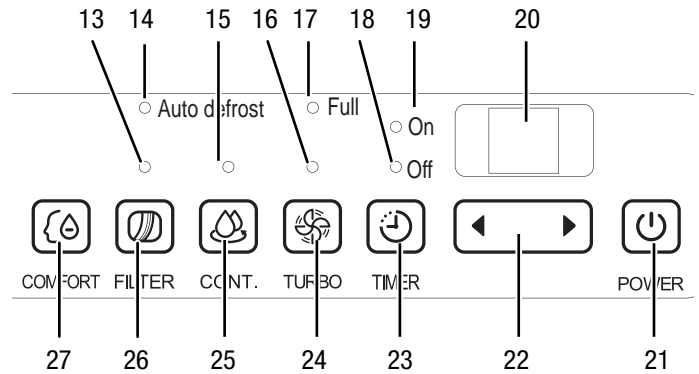 13 14 15 16 17 18 19 20
Auto defrost Full
On
Off
COMFORT FILTER CONT. TURBO TIMER POWER
27 26 25 24 23 22 21